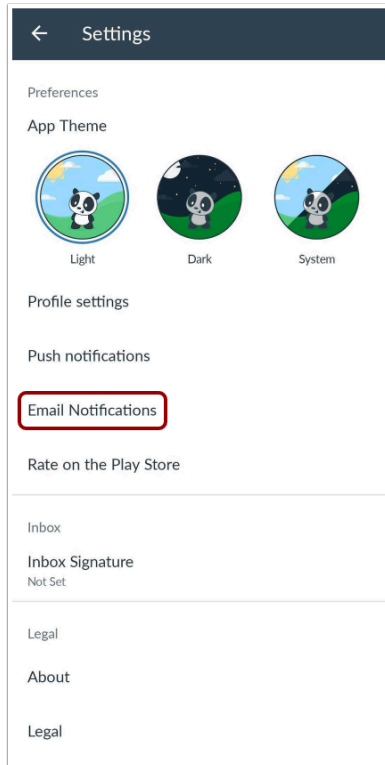 Settings
Preferences
App Theme
Light Dark System
Profile settings
Push notifications
Email Notifications
Rate on the Play Store
Inbox
Inbox Signature
Not Set
Legal
About
Legal